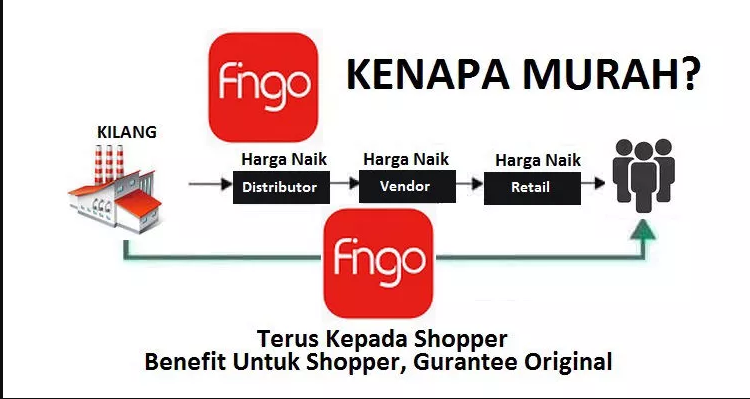 Fingo
KENAPA MURAH?
KILANG
Harga Naik
Harga Naik
Harga Naik
Distributor
Vendor
Retail
Fingo
Terus Kepada Shopper
Benefit Untuk Shopper, Gurantee Original